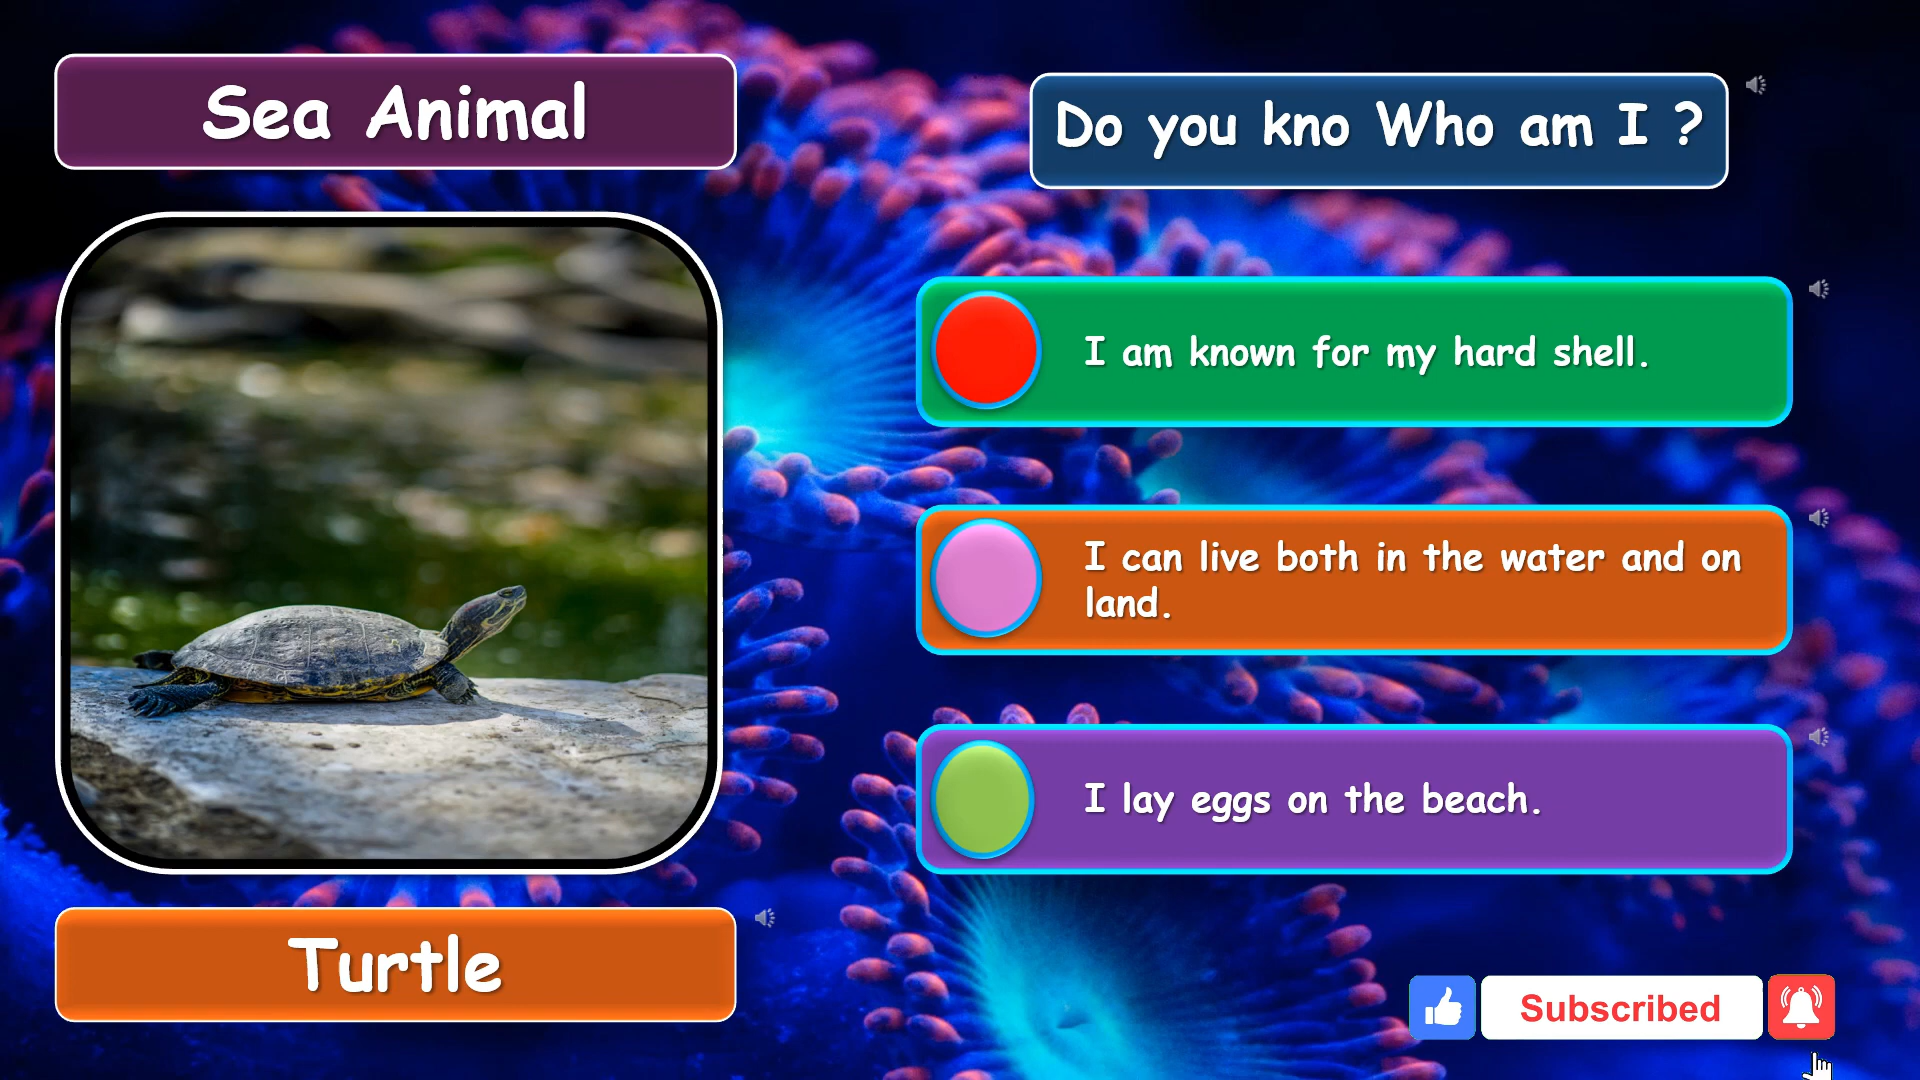 Sea Animal
Do you kno Who am I ?
I am known for my hard shell.
I can live both in the water and on
land.
I lay eggs on the beach.
Turtle
Subscribed